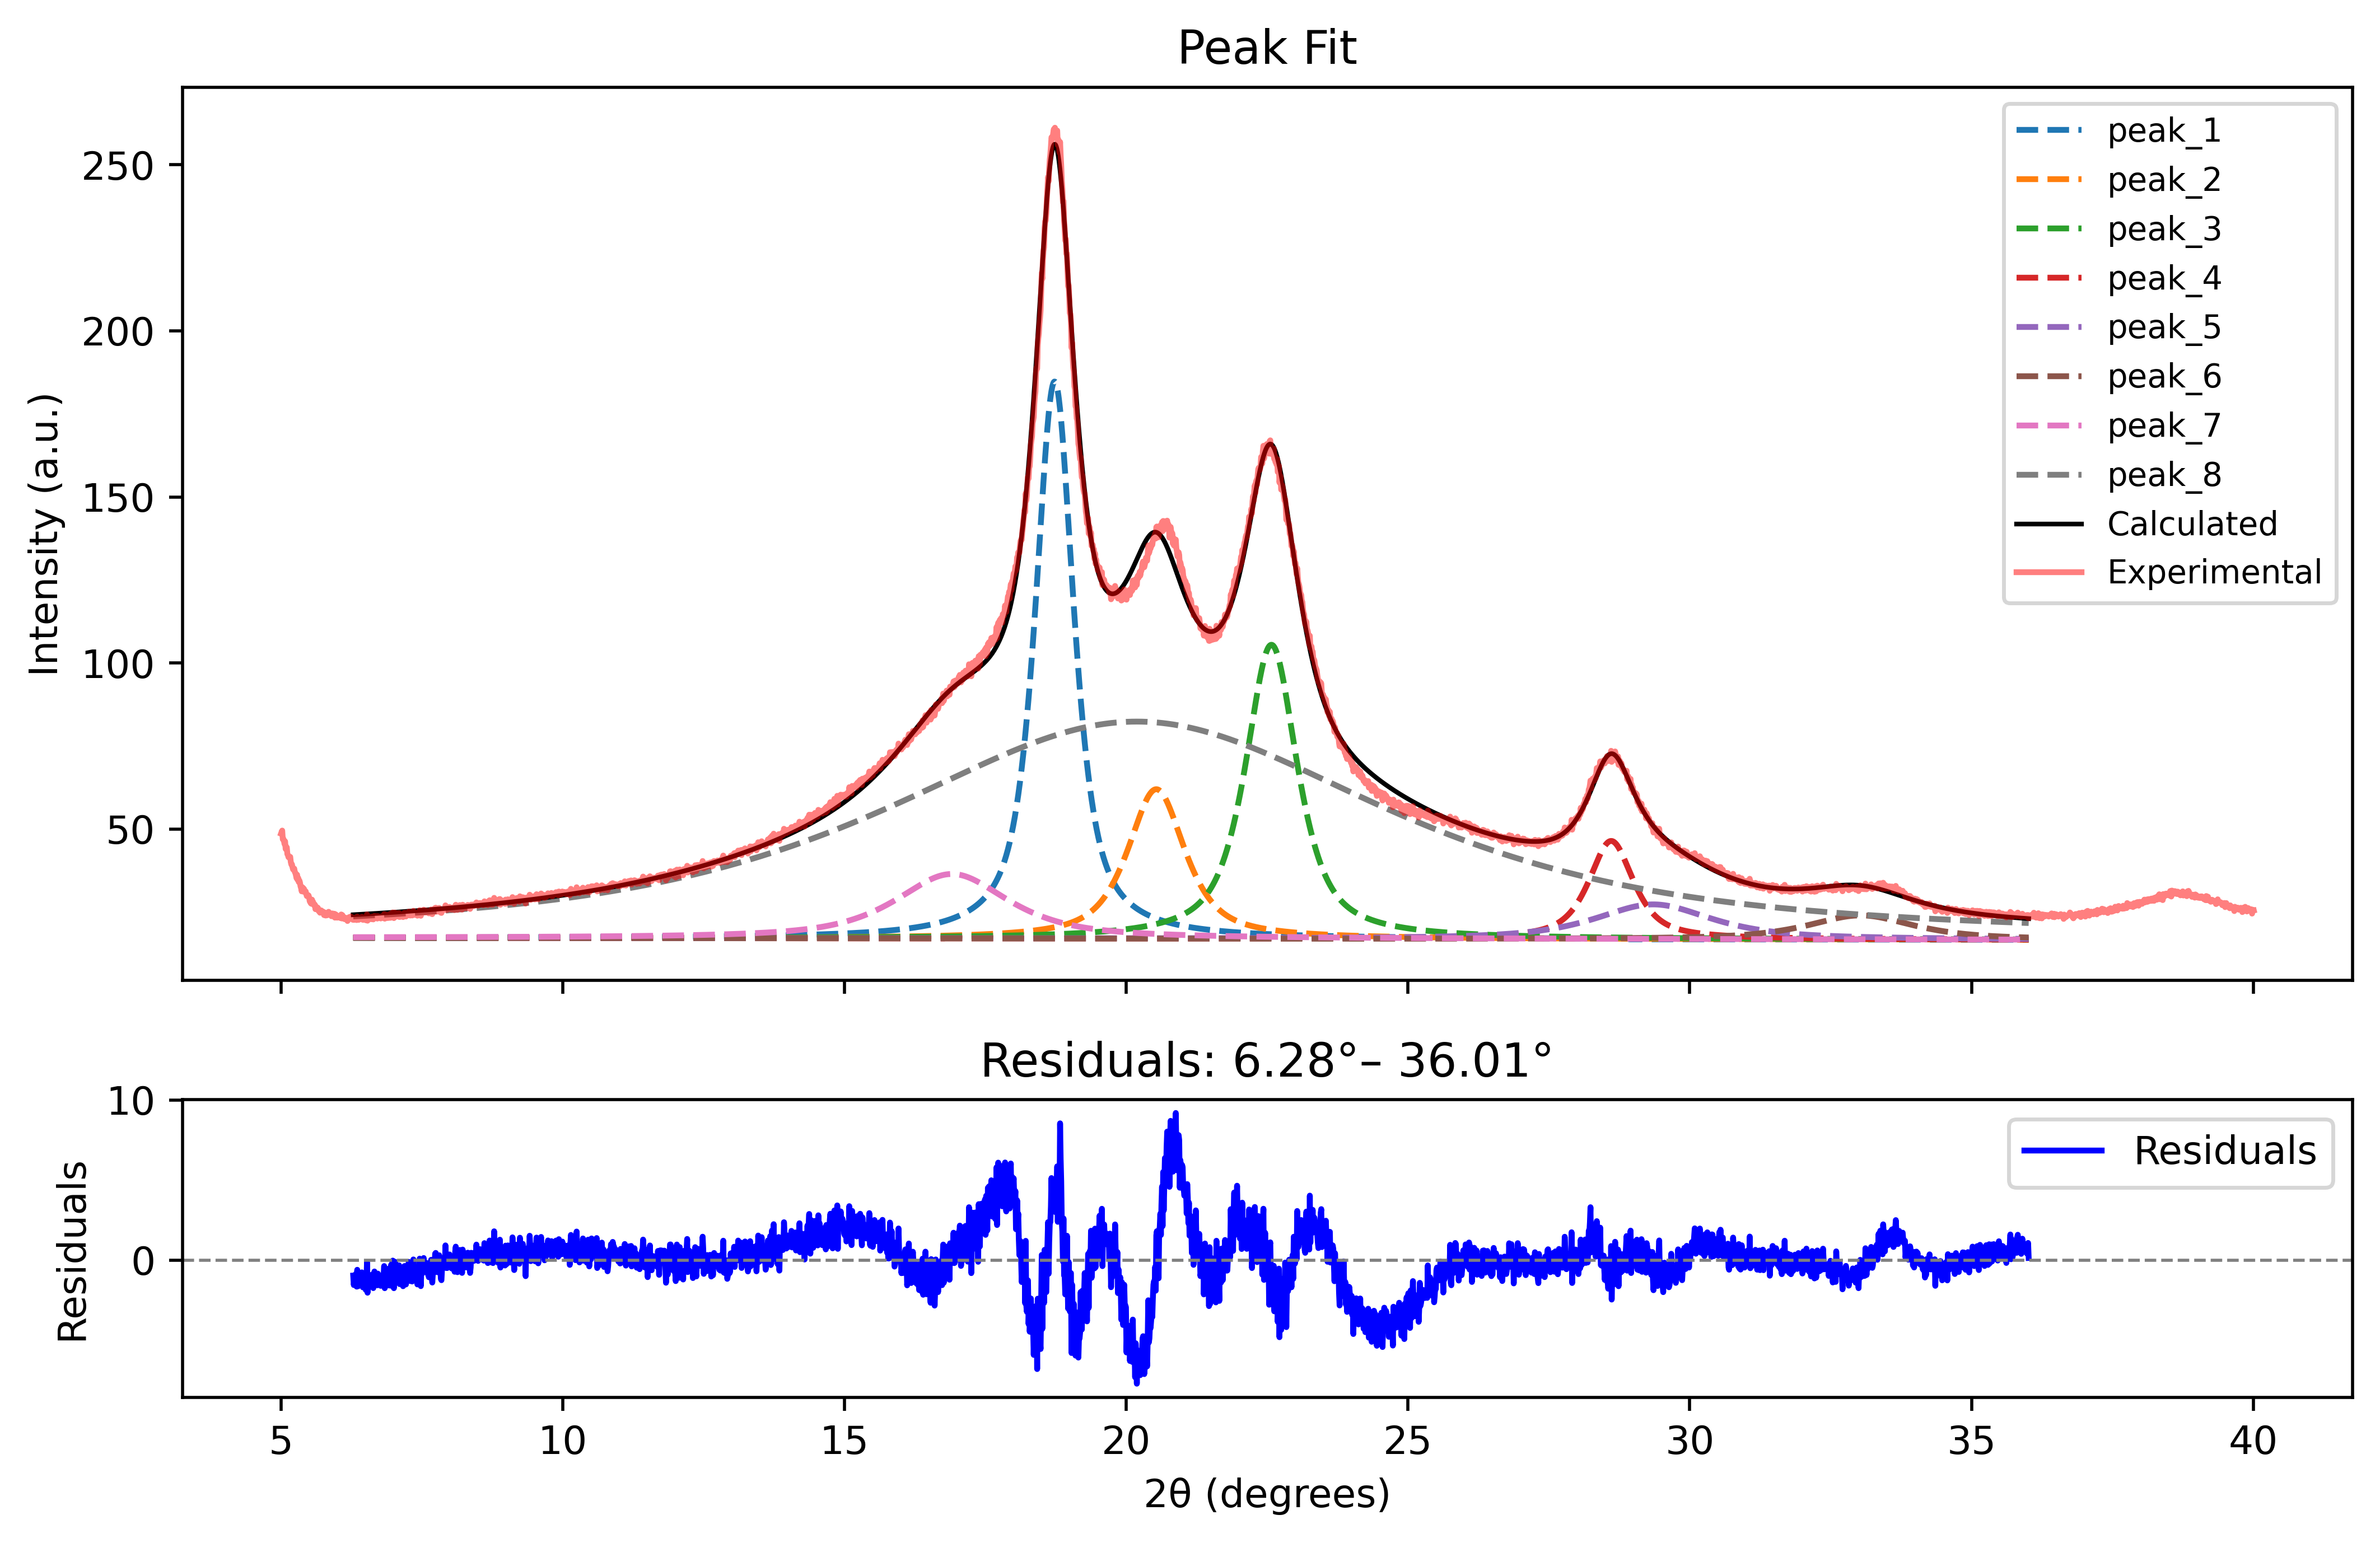 Peak Fit
Intensity (a.u.)
250
200
150
100
50
peak_1
peak_2
peak_3
peak_4
peak_5
peak_6
peak_7
peak_8
Calculated
Experimental
Residuals: 6.28°– 36.01°
Residuals
10
0
Residuals
5 10 15 20 25 30 35 40
2θ (degrees)